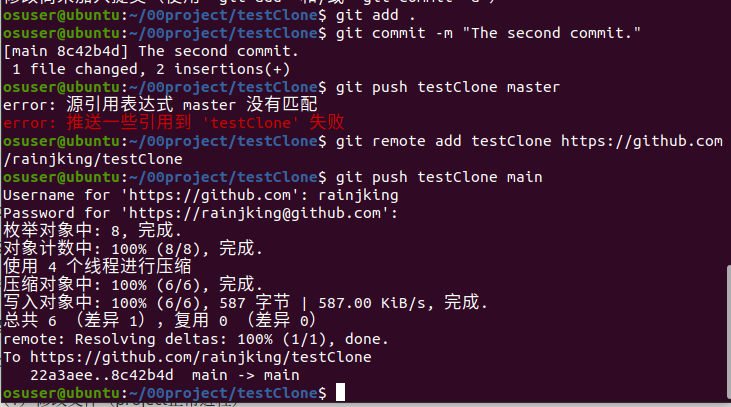 osuser@ubuntu:~/00project/testClone$ git add .
osuser@ubuntu:~/00project/testClone$ git commit -m "The second commit."
[main 8c42b4d] The second commit.
 1 file changed, 2 insertions(+)
osuser@ubuntu:~/00project/testClone$ git push testClone master
error: 源引用表达式 master 没有匹配
error: 推送一些引用到 'testClone' 失败
osuser@ubuntu:~/00project/testClone$ git remote add testClone https://github.com
/rainjking/testClone
osuser@ubuntu:~/00project/testClone$ git push testClone main
Username for 'https://github.com': rainjking
Password for 'https://rainjking@github.com':
枚举对象中: 8, 完成.
对象计数中: 100% (8/8), 完成.
使用 4 个线程进行压缩
压缩对象中: 100% (6/6), 完成.
写入对象中: 100% (6/6), 587 字节 | 587.00 KiB/s, 完成.
总共 6 （差异 1），复用 0 （差异 0）
remote: Resolving deltas: 100% (1/1), done.
To https://github.com/rainjking/testClone
   22a3aee..8c42b4d  main -> main
osuser@ubuntu:~/00project/testClone$